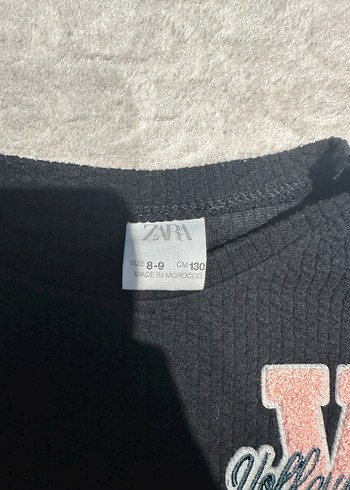 ZARA
SIZE 8-9 CM 130
MADE IN MOROCCO